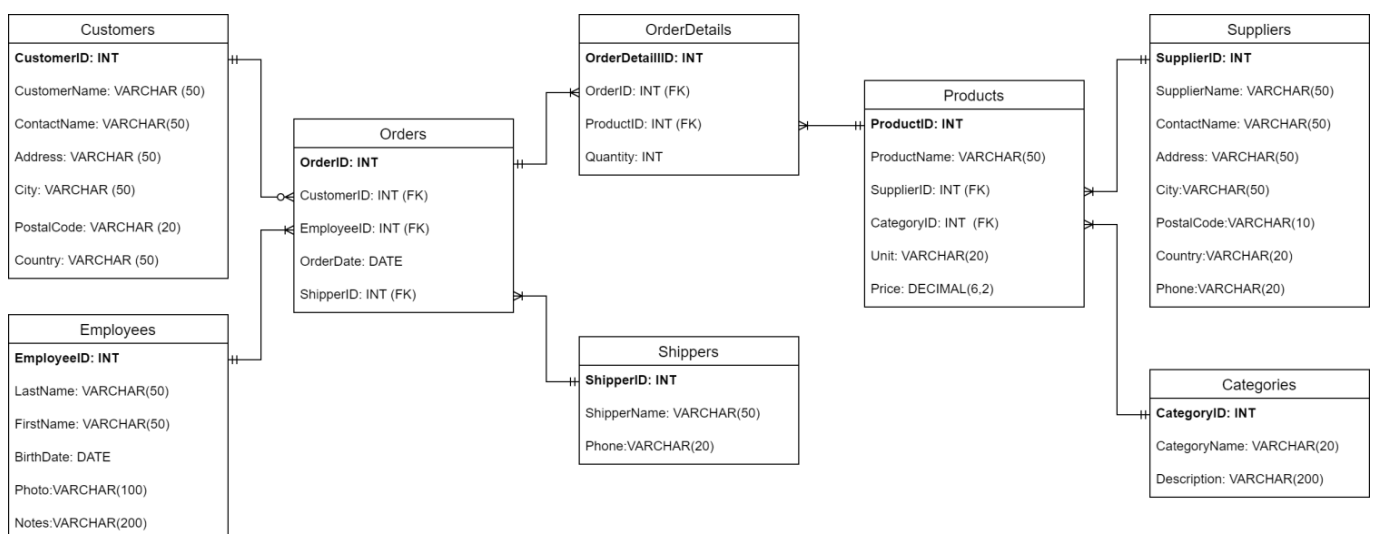 Customers
CustomerID: INT
CustomerName: VARCHAR (50)
ContactName: VARCHAR(50)
Address: VARCHAR (50)
City: VARCHAR (50)
PostalCode: VARCHAR (20)
Country: VARCHAR (50)
Employees
EmployeeID: INT
LastName: VARCHAR(50)
FirstName: VARCHAR(50)
BirthDate: DATE
Photo:VARCHAR(100)
Notes:VARCHAR(200)
Orders
OrderID: INT
CustomerID: INT (FK)
EmployeeID: INT (FK)
OrderDate: DATE
ShipperID: INT (FK)
OrderDetails
OrderDetailIID: INT
OrderID: INT (FK)
ProductID: INT (FK)
Quantity: INT
Shippers
ShipperID: INT
ShipperName: VARCHAR(50)
Phone:VARCHAR(20)
Products
ProductID: INT
ProductName: VARCHAR(50)
SupplierID: INT (FK)
CategoryID: INT (FK)
Unit: VARCHAR(20)
Price: DECIMAL(6,2)
Suppliers
SupplierID: INT
SupplierName: VARCHAR(50)
ContactName: VARCHAR(50)
Address: VARCHAR(50)
City:VARCHAR(50)
PostalCode:VARCHAR(10)
Country:VARCHAR(20)
Phone:VARCHAR(20)
Categories
CategoryID: INT
CategoryName: VARCHAR(20)
Description: VARCHAR(200)